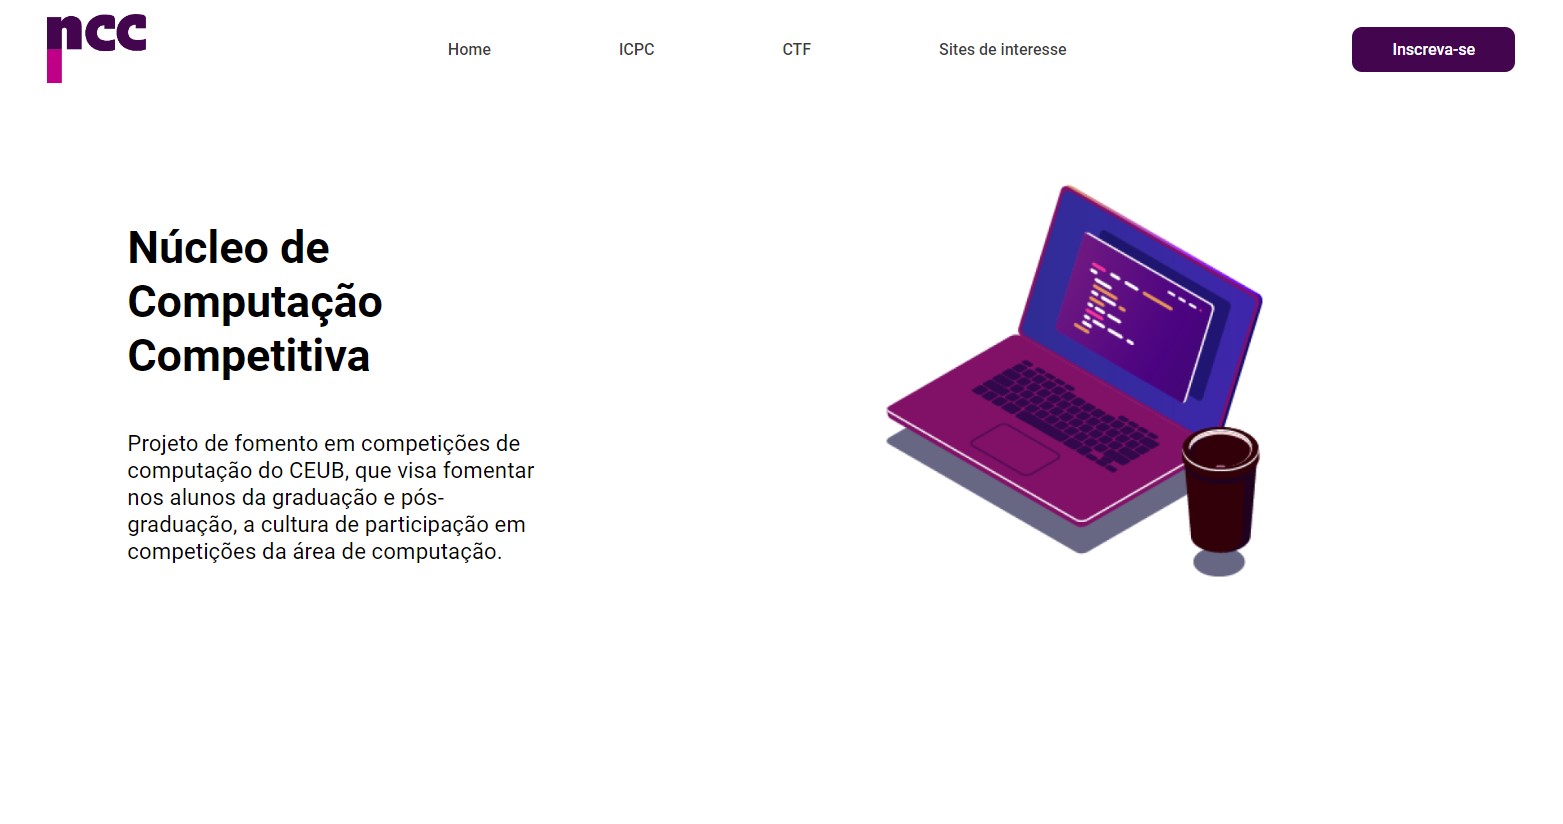 ncc
Home
ICPC
CTF
Sites de interesse
Inscreva-se
Núcleo de
Computação
Competitiva
Projeto de fomento em competições de
computação do CEUB, que visa fomentar
nos alunos da graduação e pós-
graduação, a cultura de participação em
competições da área de computação.